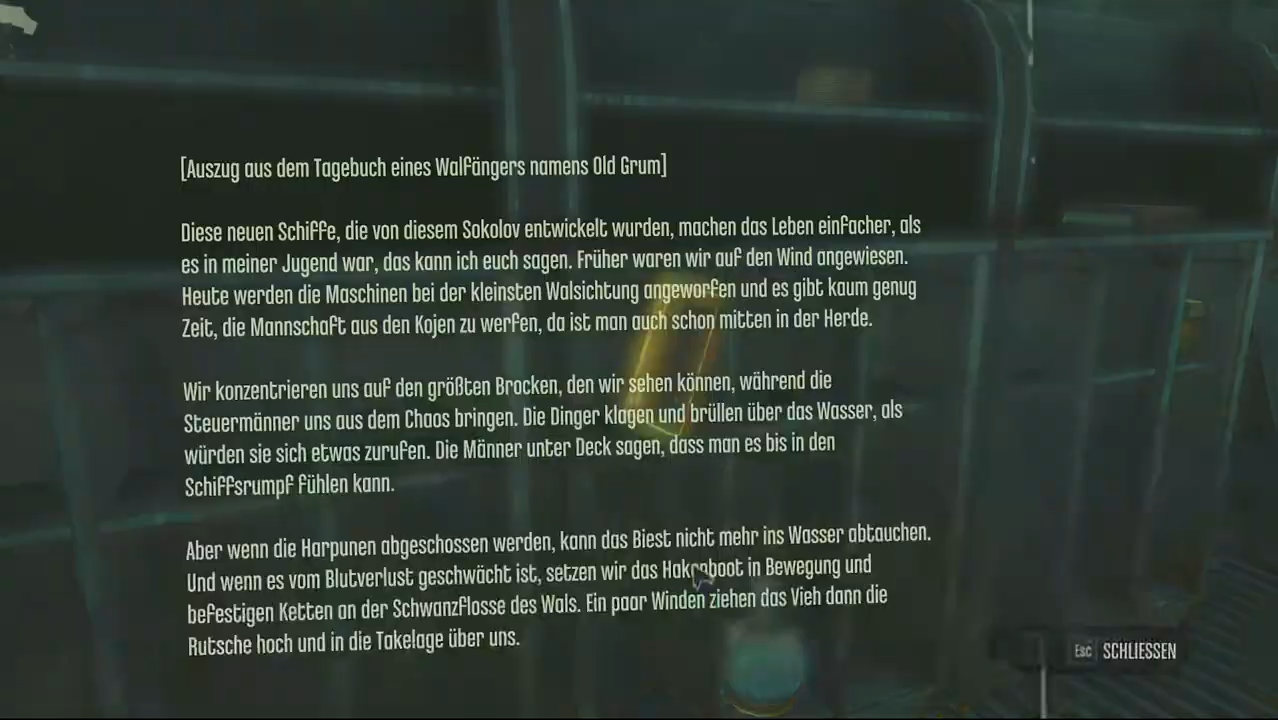 [Auszug aus dem Tagebuch eines Walfängers namens Old Grum]
Diese neuen Schiffe, die von diesem Sokolov entwickelt wurden, machen das Leben einfacher, als
es in meiner Jugend war, das kann ich euch sagen. Früher waren wir auf den Wind angewiesen.
Heute werden die Maschinen bei der kleinsten Walsichtung angeworfen und es gibt kaum genug
Zeit, die Mannschaft aus den Kojen zu werfen, da ist man auch schon mitten in der Herde.
Wir konzentrieren uns auf den größten Brocken, den wir sehen können, während die
Steuermänner uns aus dem Chaos bringen. Die Dinger klagen und brüllen über das Wasser, als
würden sie sich etwas zurufen. Die Männer unter Deck sagen, dass man es bis in den
Schiffsrumpf fühlen kann.
Aber wenn die Harpunen abgeschossen werden, kann das Biest nicht mehr ins Wasser abtauchen.
Und wenn es vom Blutverlust geschwächt ist, setzen wir das Hakenboot in Bewegung und
befestigen Ketten an der Schwanzflosse des Wals. Ein paar Winden ziehen das Vieh dann die
Rutsche hoch und in die Takelage über uns.
Esc SCHLIESSEN